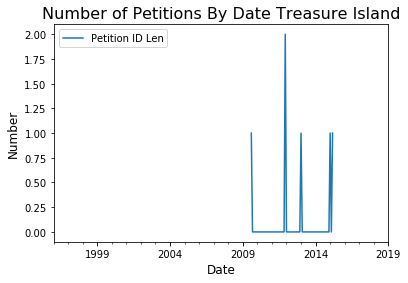 Number of Petitions By Date Treasure Island
Petition ID Len
2.00
1.75
1.50
1.25
1.00
0.75
0.50
0.25
0.00
Number
1999 2004 2009 2014 2019
Date